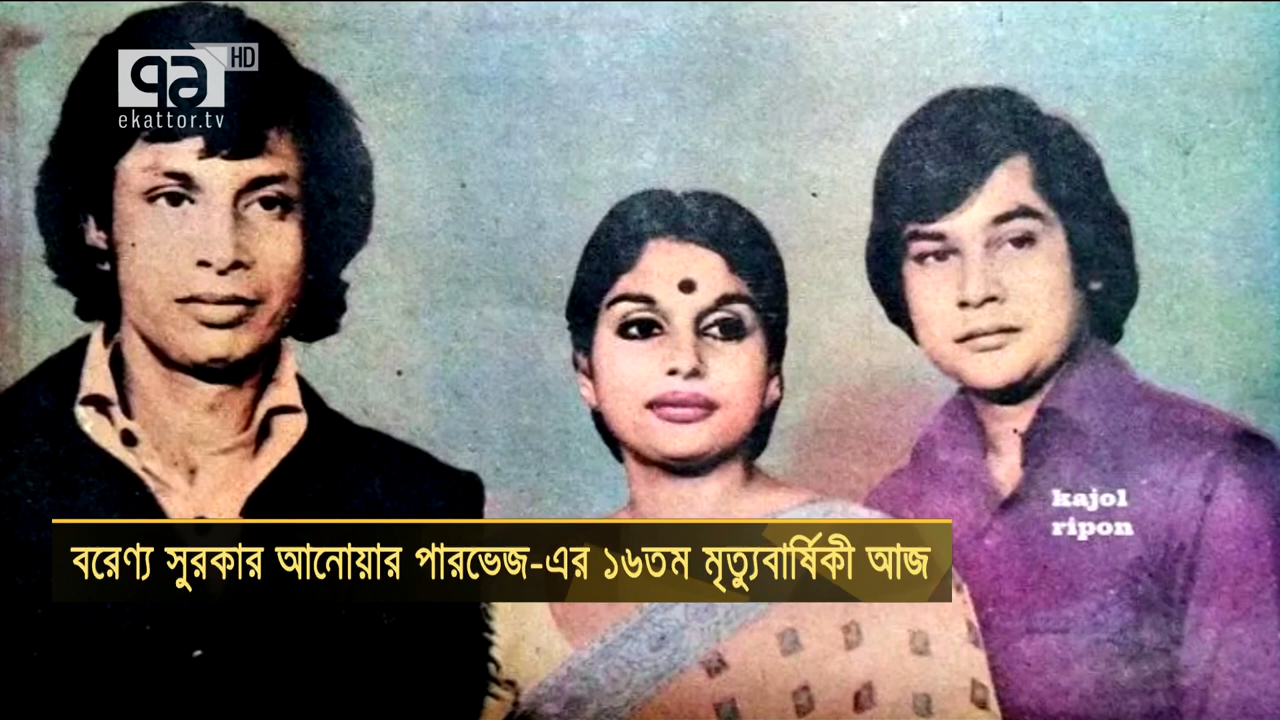 ৭১
HD
ekattor.tv
kajol
ripon
বরেণ্য সুরকার আনোয়ার পারভেজ-এর ১৬তম মৃত্যুবার্ষিকী আজ